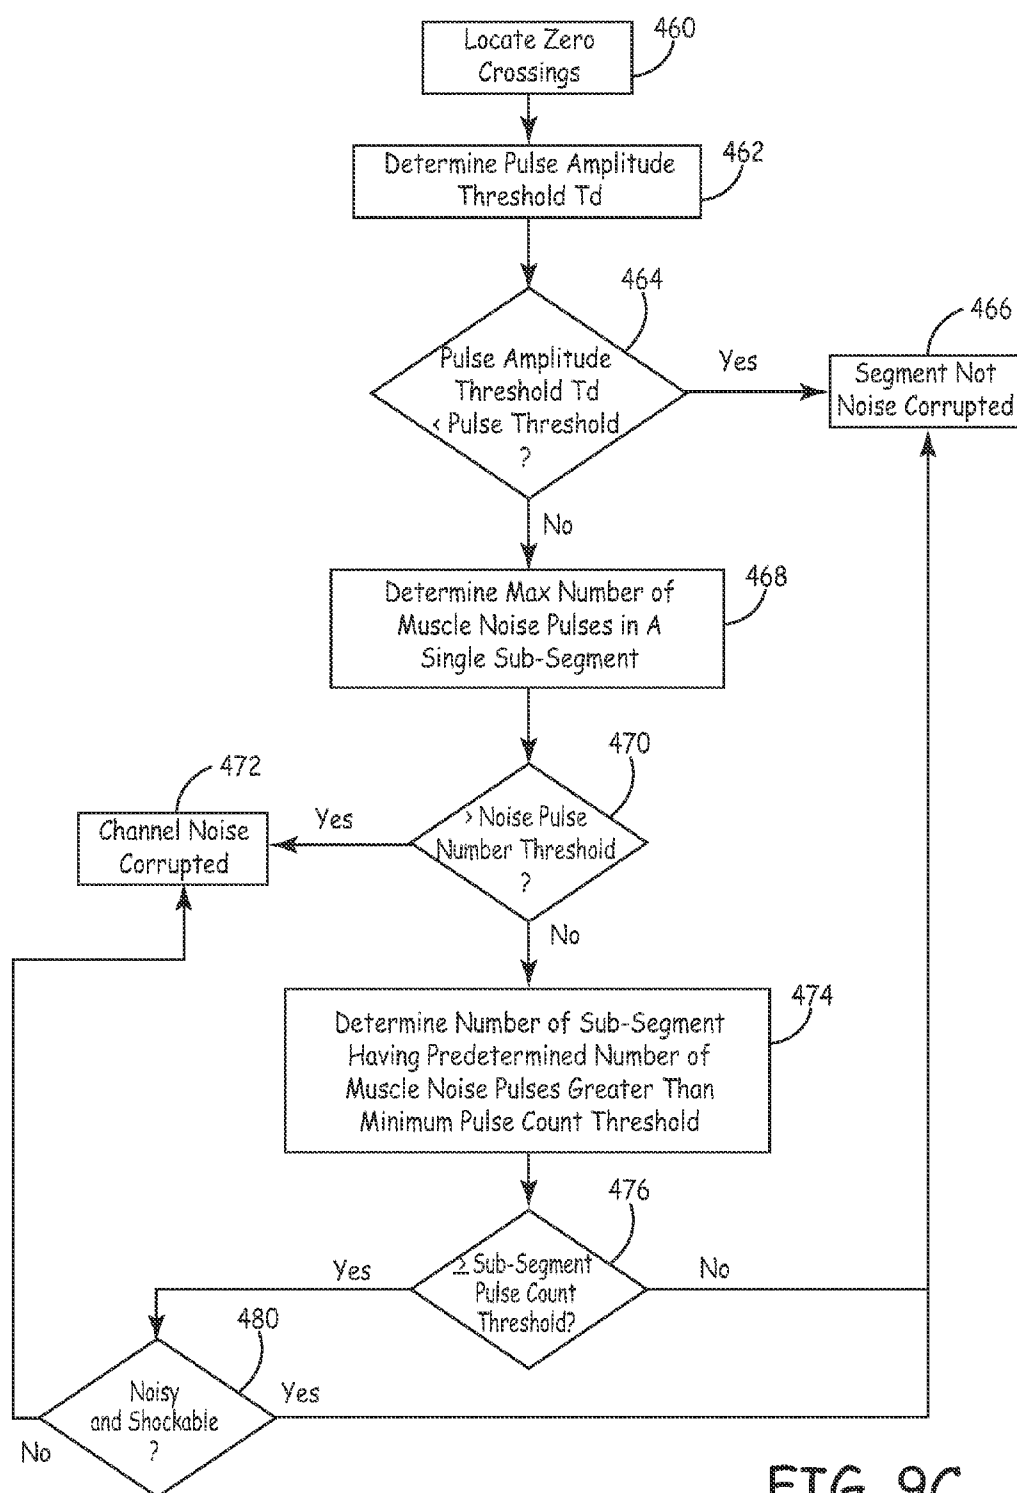 Locate Zero
Crossings
460
Determine Pulse Amplitude
Threshold Td
462
Pulse Amplitude
Threshold Td
< Pulse Threshold
?
464
Yes
Segment Not
Noise Corrupted
466
No
Determine Max Number of
Muscle Noise Pulses in A
Single Sub-Segment
468
> Noise Pulse
Number Threshold
?
470
Yes
Channel Noise
Corrupted
472
No
Determine Number of Sub-Segment
Having Predetermined Number of
Muscle Noise Pulses Greater Than
Minimum Pulse Count Threshold
474
≥ Sub-Segment
Pulse Count
Threshold?
476
Yes
No
Noisy
and Shockable
?
480
Yes
No
FIG. 9C